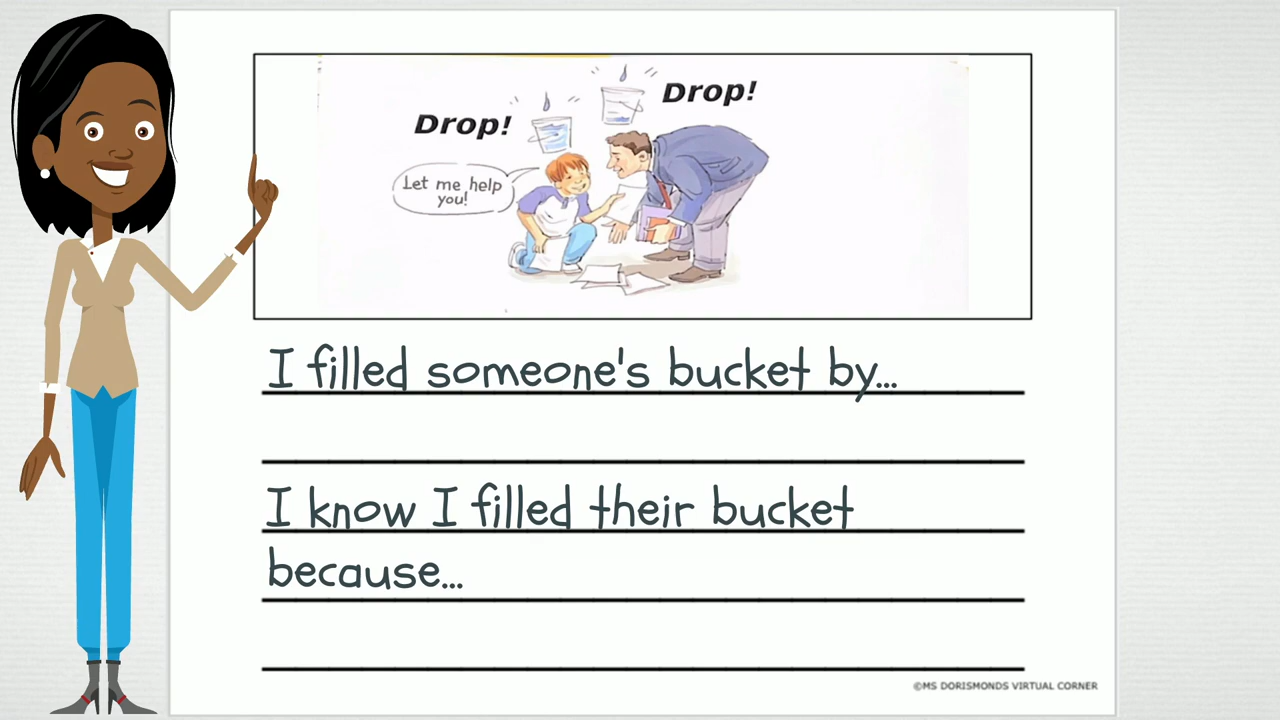 Drop!
Drop!
Let me help
you!
I filled someone's bucket by...
I know I filled their bucket
because...
©MS DORISMONDS VIRTUAL CORNER